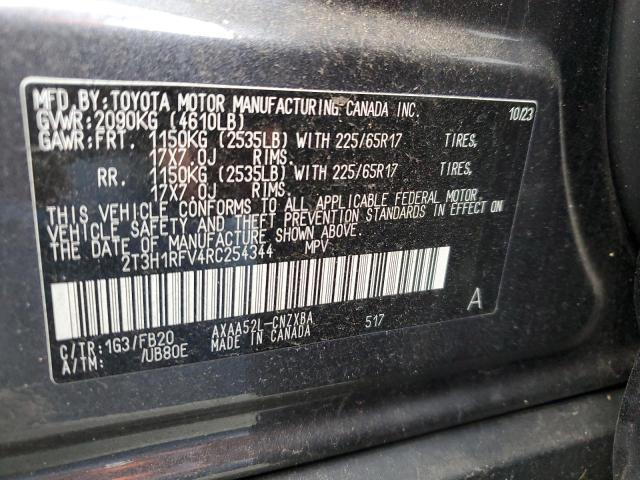 MFD. BY: TOYOTA MOTOR MANUFACTURING CANADA INC. 10/23
GVWR: 2090KG (4610LB)
GAWR: FRT. 1150KG (2535LB) WITH 225/65R17 TIRES,
17X7.0J RIMS.
RR. 1150KG (2535LB) WITH 225/65R17 TIRES,
17X7.0J RIMS.
THIS VEHICLE CONFORMS TO ALL APPLICABLE FEDERAL MOTOR
VEHICLE SAFETY AND THEFT PREVENTION STANDARDS IN EFFECT ON
THE DATE OF MANUFACTURE SHOWN ABOVE.
2T3H1RFV4RC254344 MPV
A
C/TR: 1G3/FB20 AXAA52L-CNZXBA 517
A/TM: /UB80E MADE IN CANADA